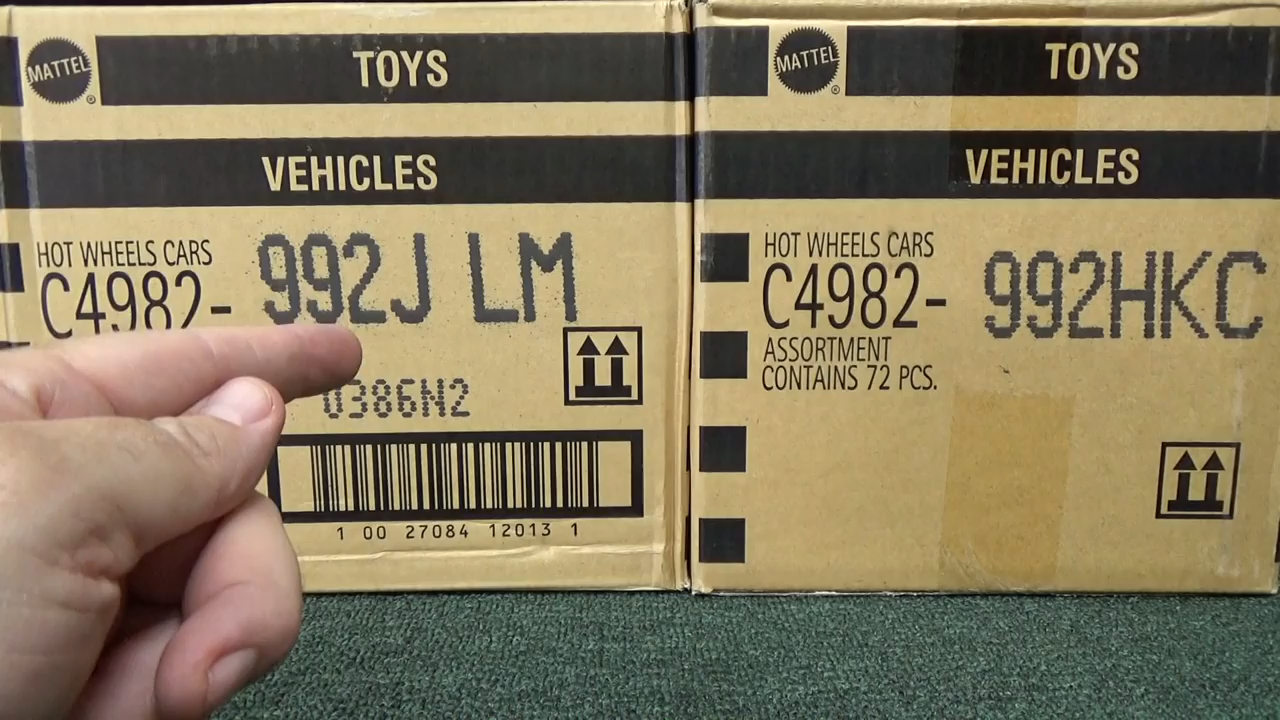 MATTEL
®
TOYS
VEHICLES
HOT WHEELS CARS
C4982- 992J LM
0386N2
1 00 27084 12013 1
MATTEL
®
TOYS
VEHICLES
HOT WHEELS CARS
C4982- 992HKC
ASSORTMENT
CONTAINS 72 PCS.